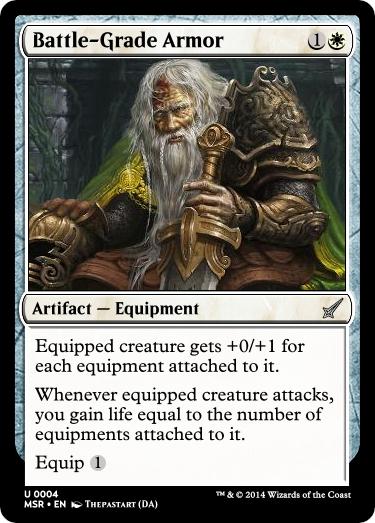 Battle-Grade Armor 1
Artifact — Equipment
Equipped creature gets +0/+1 for
each equipment attached to it.
Whenever equipped creature attacks,
you gain life equal to the number of
equipments attached to it.
Equip 1
U 0004
MSR • EN THEPASTART (DA)
™ & © 2014 Wizards of the Coast